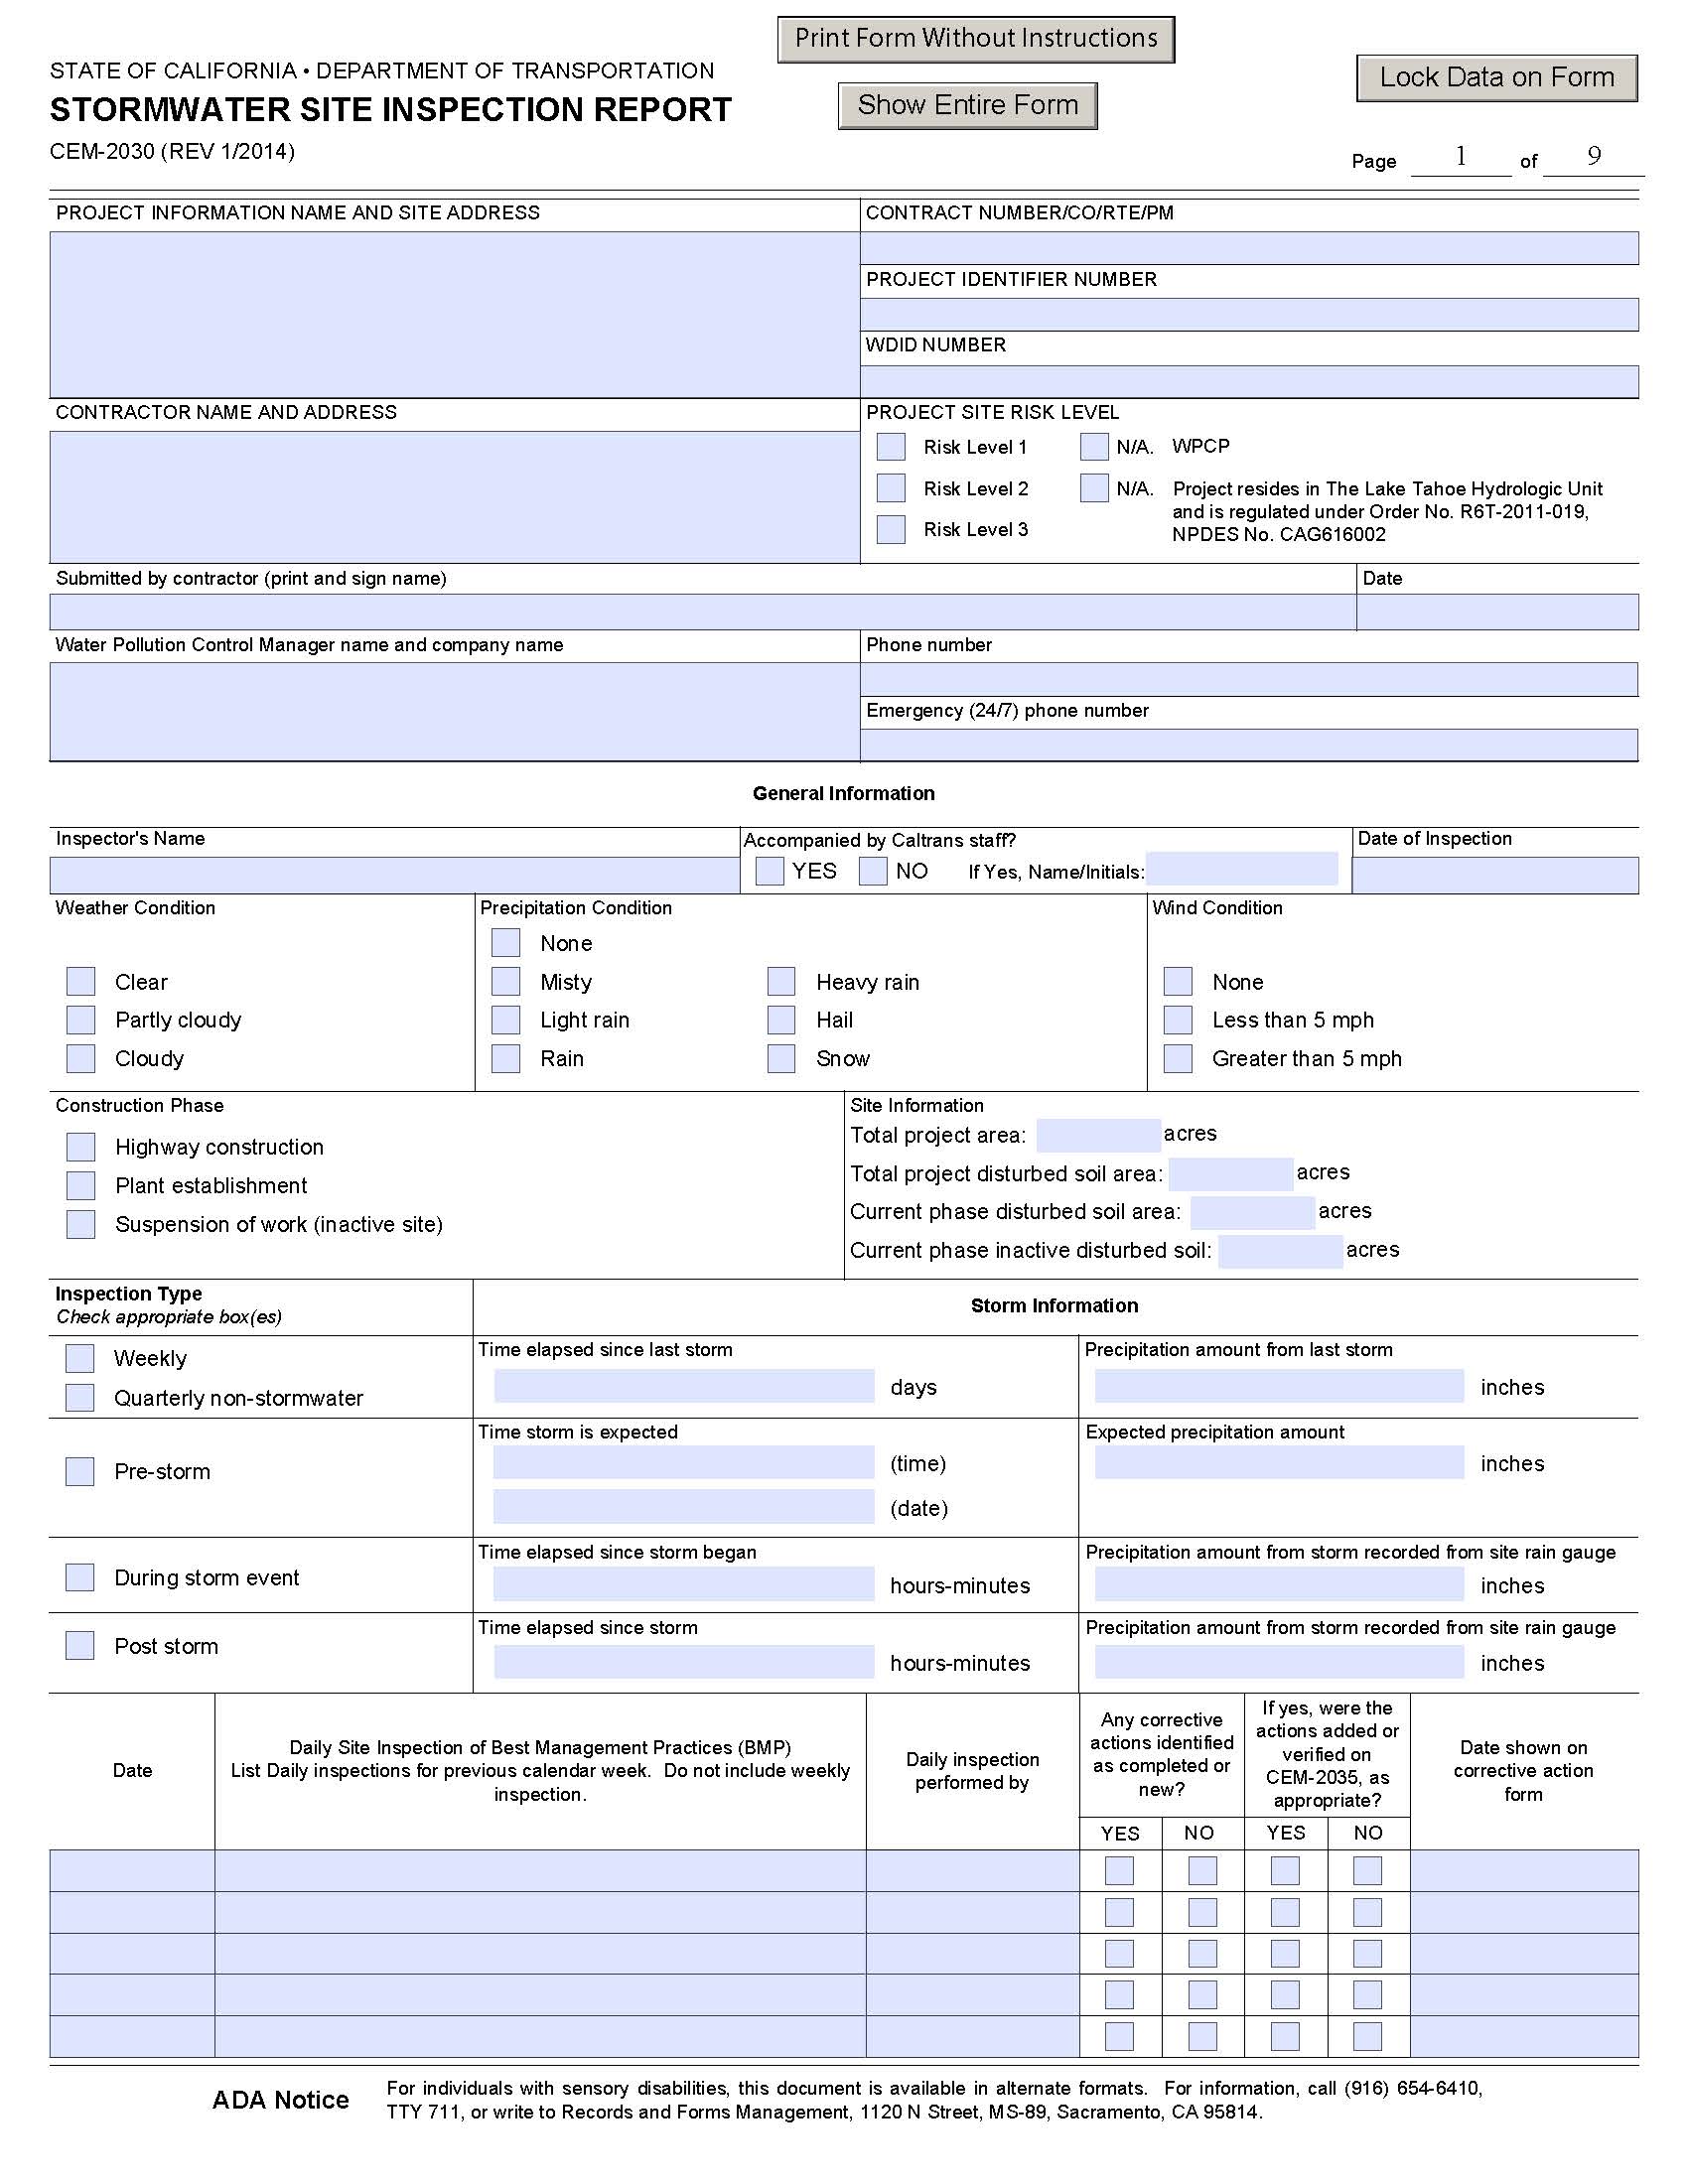 Print Form Without Instructions
STATE OF CALIFORNIA • DEPARTMENT OF TRANSPORTATION
Lock Data on Form
STORMWATER SITE INSPECTION REPORT
Show Entire Form
CEM-2030 (REV 1/2014)
Page 1 of 9
PROJECT INFORMATION NAME AND SITE ADDRESS
CONTRACT NUMBER/CO/RTE/PM
PROJECT IDENTIFIER NUMBER
WDID NUMBER
CONTRACTOR NAME AND ADDRESS
PROJECT SITE RISK LEVEL
Risk Level 1
N/A. WPCP
Risk Level 2
N/A. Project resides in The Lake Tahoe Hydrologic Unit
and is regulated under Order No. R6T-2011-019,
Risk Level 3
NPDES No. CAG616002
Submitted by contractor (print and sign name)
Date
Water Pollution Control Manager name and company name
Phone number
Emergency (24/7) phone number
General Information
Inspector's Name
Accompanied by Caltrans staff?
Date of Inspection
YES NO If Yes, Name/Initials:
Weather Condition
Clear
Partly cloudy
Cloudy
Precipitation Condition
None
Misty
Light rain
Rain
Heavy rain
Hail
Snow
Wind Condition
None
Less than 5 mph
Greater than 5 mph
Construction Phase
Highway construction
Plant establishment
Suspension of work (inactive site)
Site Information
Total project area: acres
Total project disturbed soil area: acres
Current phase disturbed soil area: acres
Current phase inactive disturbed soil: acres
Inspection Type
Check appropriate box(es)
Storm Information
Weekly
Quarterly non-stormwater
Time elapsed since last storm
days
Precipitation amount from last storm
inches
Pre-storm
Time storm is expected
(time)
(date)
Expected precipitation amount
inches
During storm event
Time elapsed since storm began
hours-minutes
Precipitation amount from storm recorded from site rain gauge
inches
Post storm
Time elapsed since storm
hours-minutes
Precipitation amount from storm recorded from site rain gauge
inches
Date
Daily Site Inspection of Best Management Practices (BMP)
List Daily inspections for previous calendar week. Do not include weekly
inspection.
Daily inspection
performed by
Any corrective
actions identified
as completed or
new?
If yes, were the
actions added or
verified on
CEM-2035, as
appropriate?
Date shown on
corrective action
form
YES NO YES NO
ADA Notice
For individuals with sensory disabilities, this document is available in alternate formats. For information, call (916) 654-6410,
TTY 711, or write to Records and Forms Management, 1120 N Street, MS-89, Sacramento, CA 95814.